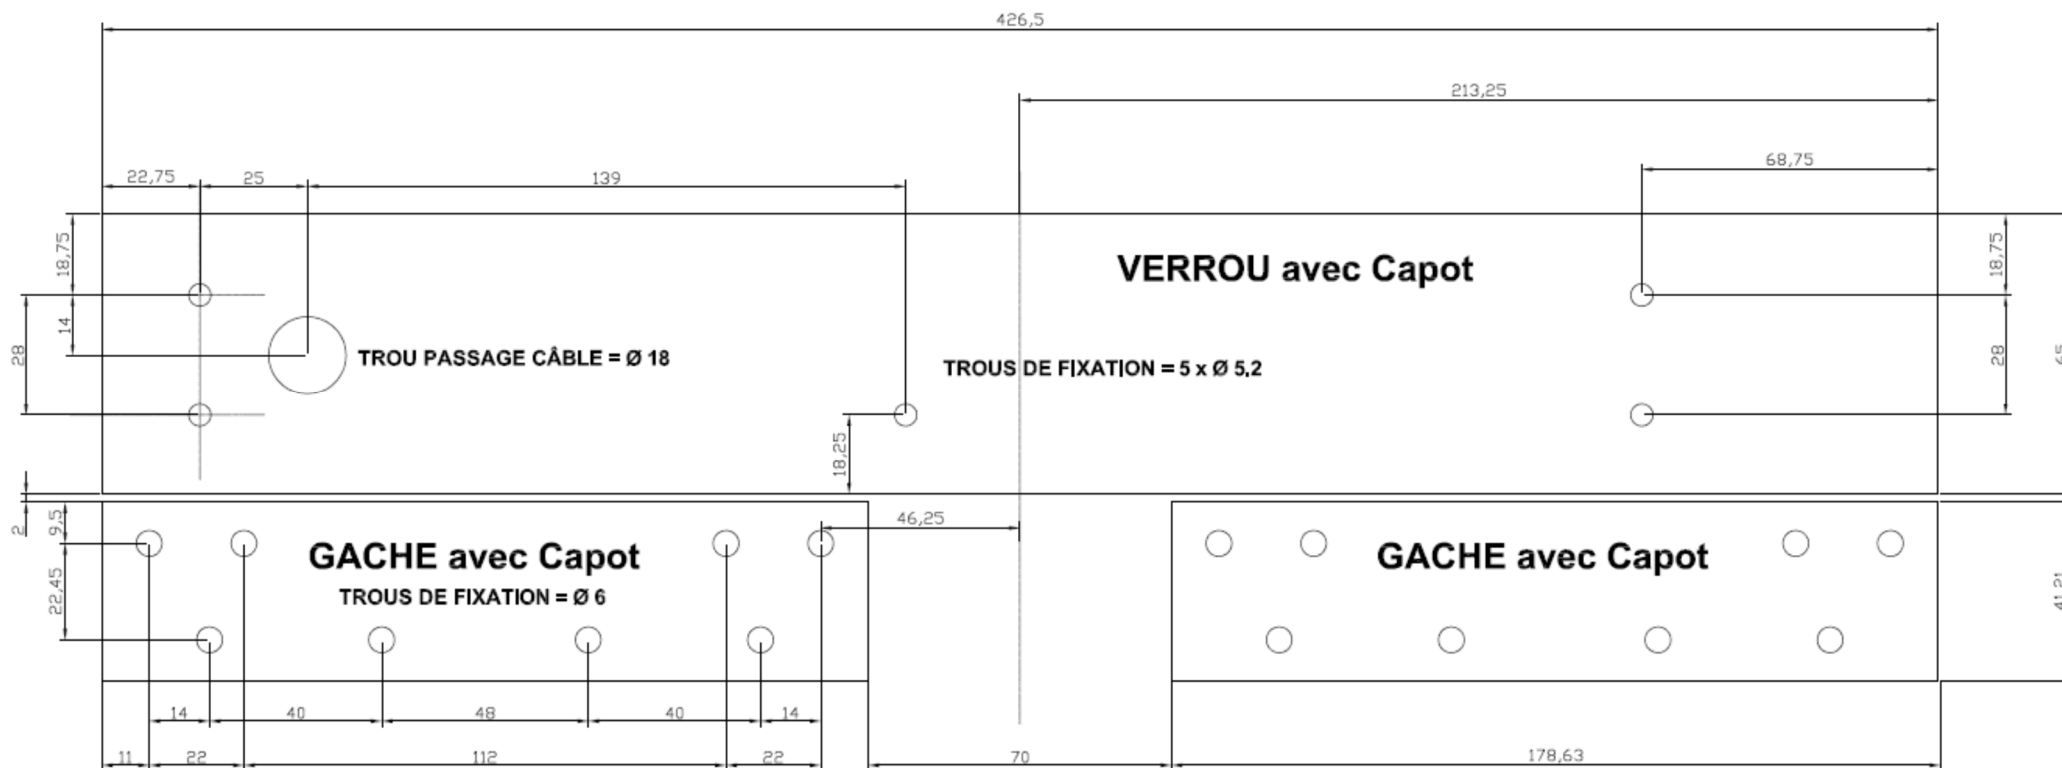 426,5
213,25
68,75
22,75 25 139
18,75
VERROU avec Capot
18,75
14
28
TROU PASSAGE CÂBLE = Ø 18
TROUS DE FIXATION = 5 x Ø 5,2
28
65
18,25
2
9,5
46,25
GACHE avec Capot
GACHE avec Capot
22,45
TROUS DE FIXATION = Ø 6
41,21
14 40 48 40 14
11 22 112 22 70 178,63